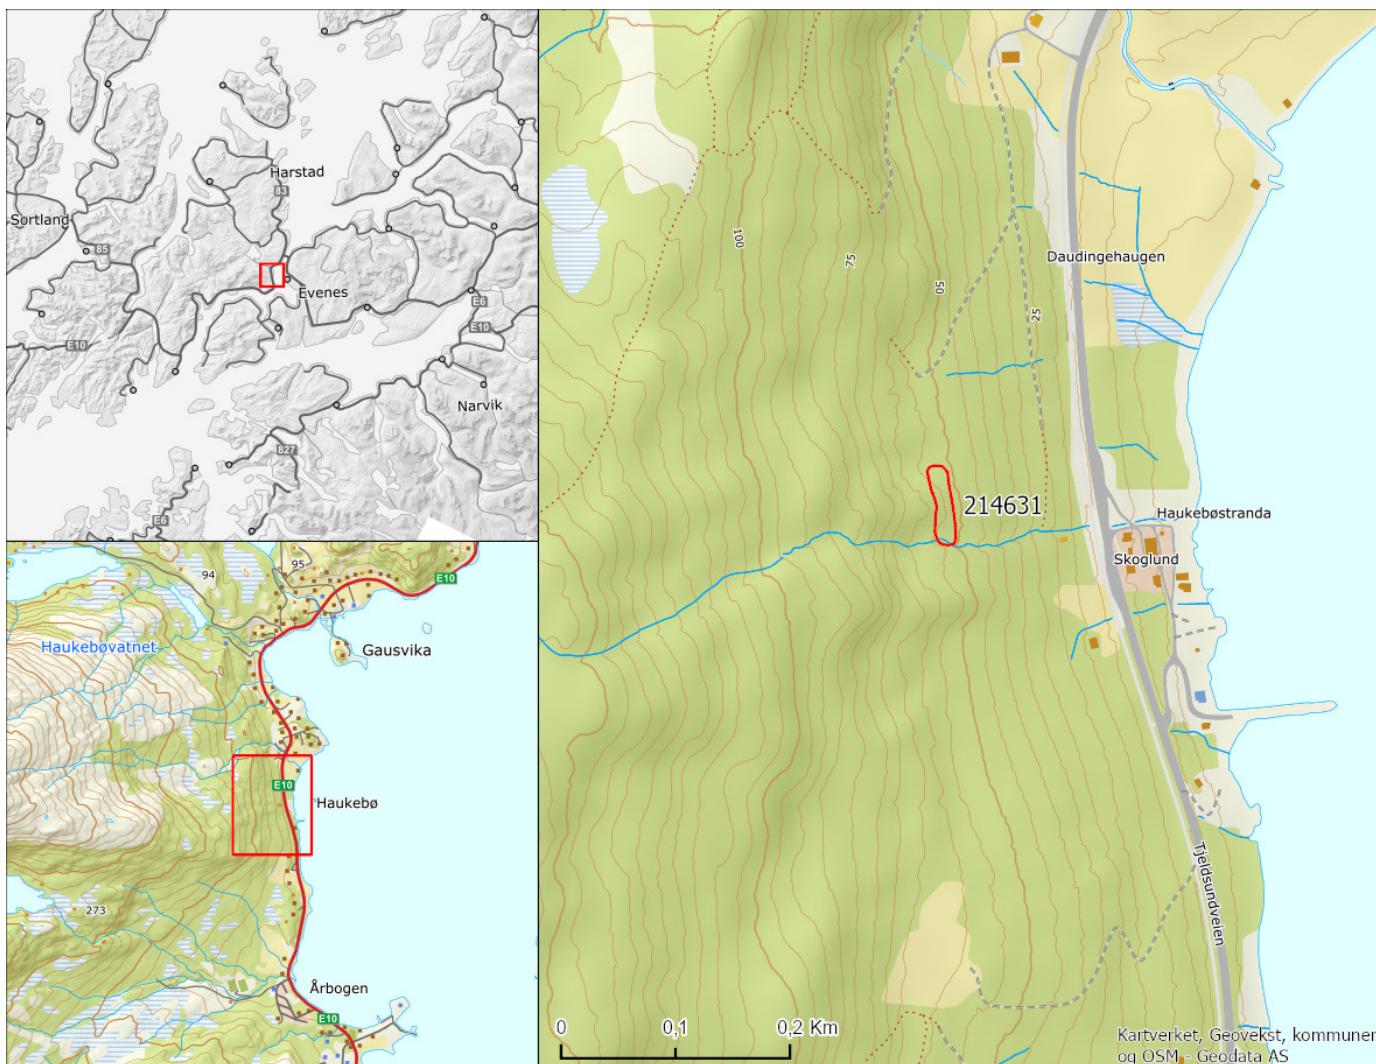 Harstad
83
Sortland
85
Evenes
E6
E10
E10
Narvik
827
E6
94
95
E10
Haukebøvatnet
Gausvika
E10
Haukebø
273
Årbogen
E10
100
75
50
25
Daudingehaugen
214631
Haukebøstranda
Skoglund
Tjeldsundveien
0
0,1
0,2 Km
Kartverket, Geovekst, kommuner
og OSM - Geodata AS